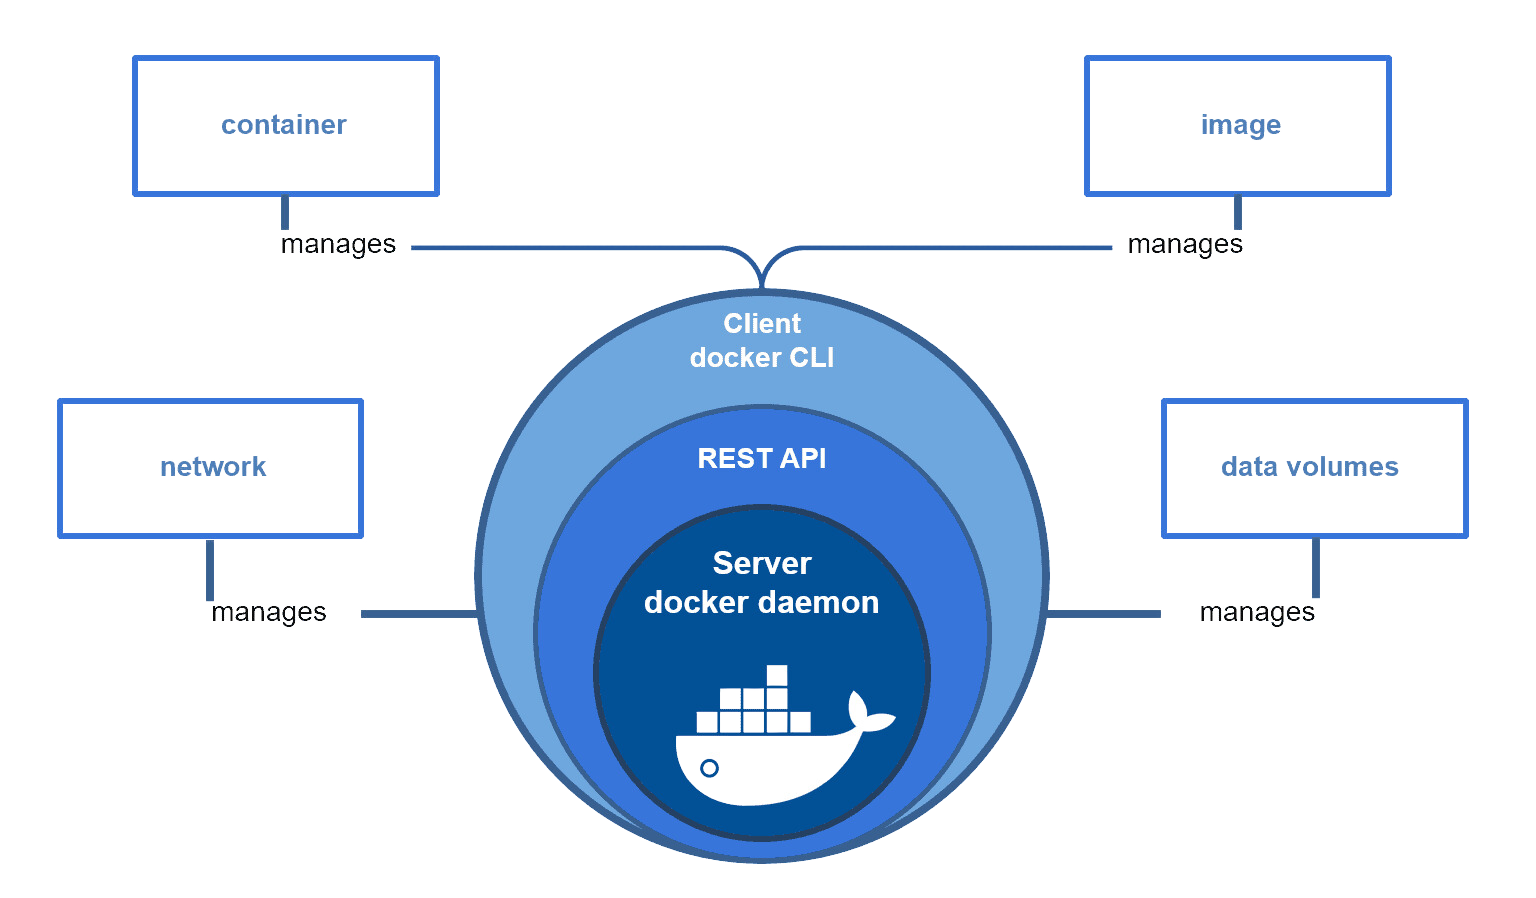 container
image
manages
manages
Client
docker CLI
REST API
network
data volumes
Server
docker daemon
manages
manages